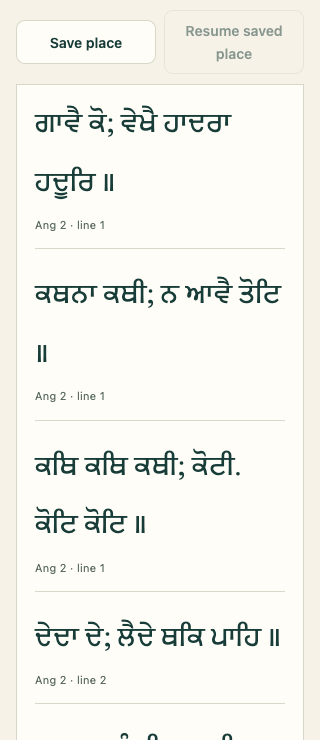 Save place
Resume saved
place
ਗਾਵੈ ਕੋ; ਵੇਖੈ ਹਾਦਰਾ
ਹਦੂਰਿ ॥
Ang 2 · line 1
ਕਥਨਾ ਕਥੀ; ਨ ਆਵੈ ਤੋਟਿ
॥
Ang 2 · line 1
ਕਥਿ ਕਥਿ ਕਥੀ; ਕੋਟੀ.
ਕੋਟਿ ਕੋਟਿ ॥
Ang 2 · line 1
ਦੇਦਾ ਦੇ; ਲੈਦੇ ਥਕਿ ਪਾਹਿ ॥
Ang 2 · line 2